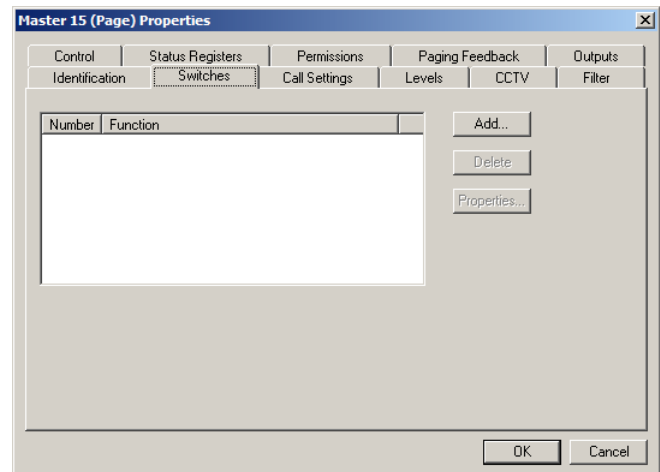 Master 15 (Page) Properties
Control Status Registers Permissions Paging Feedback Outputs
Identification Switches Call Settings Levels CCTV Filter
Number Function
Add...
Delete
Properties...
OK Cancel